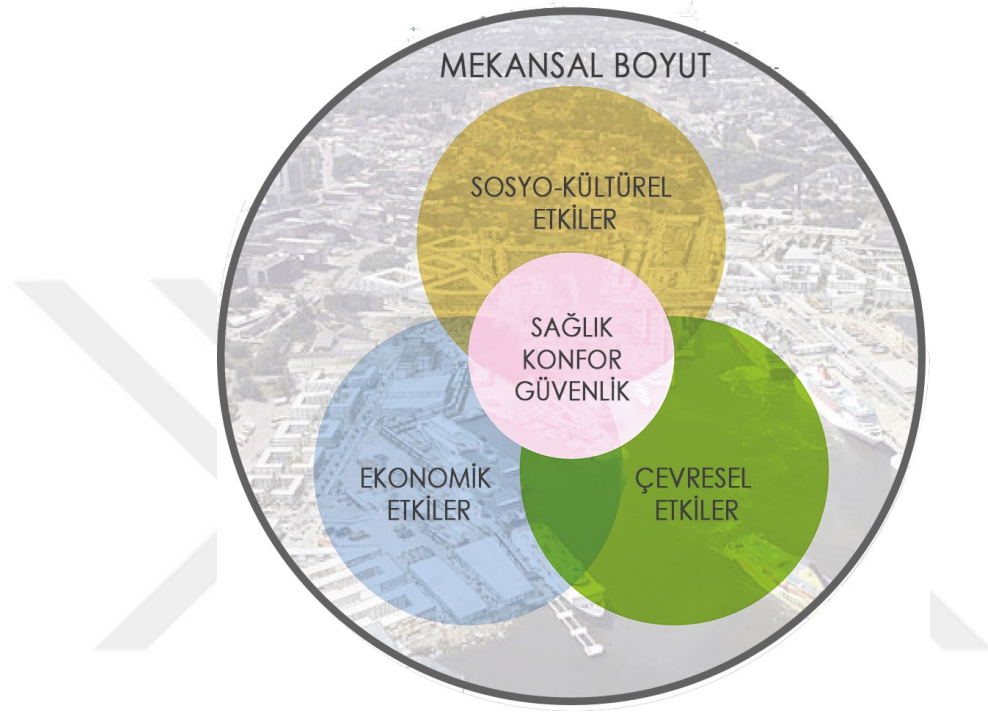 MEKANSAL BOYUT
SOSYO-KÜLTÜREL
ETKİLER
SAĞLIK
KONFOR
GÜVENLİK
EKONOMİK
ETKİLER
ÇEVRESEL
ETKİLER